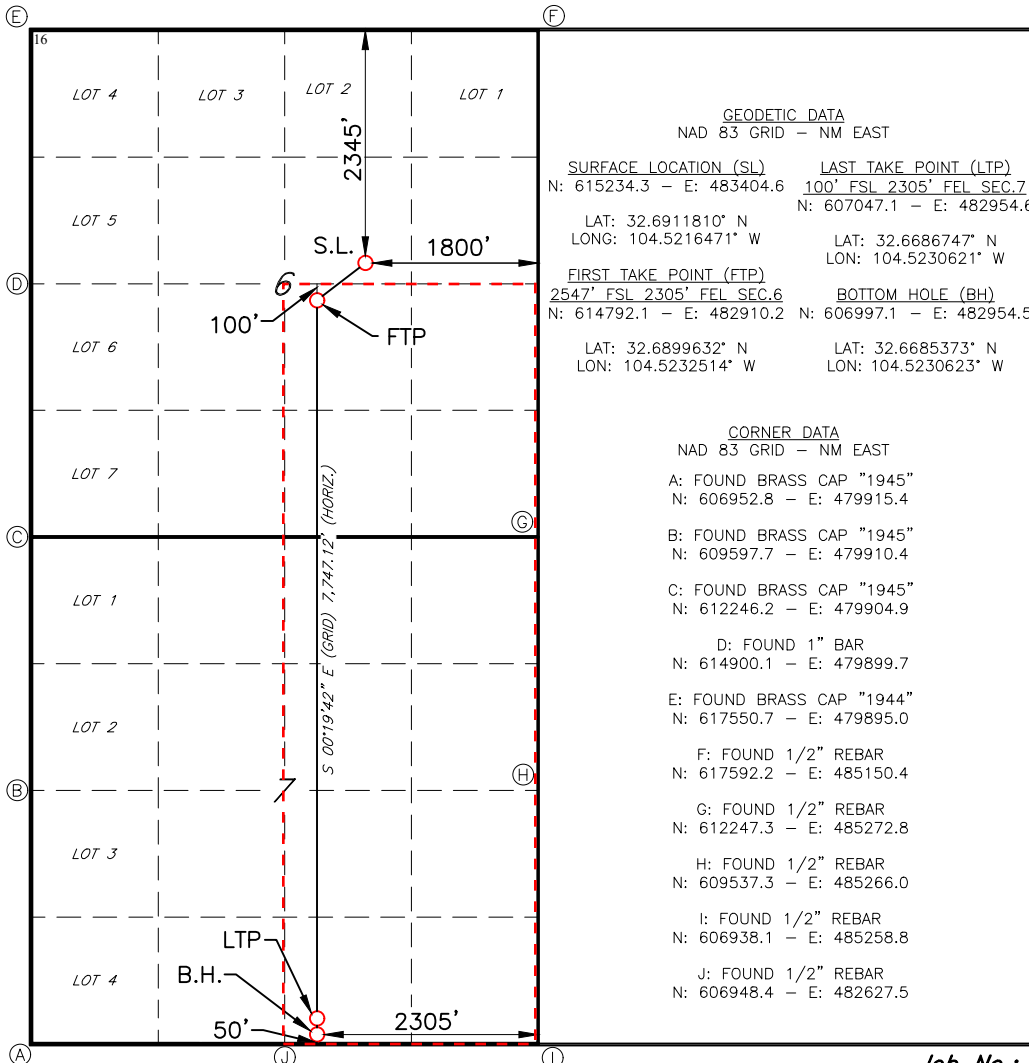 E
F
16
LOT 4
LOT 3
LOT 2
LOT 1
2345'
LOT 5
S.L.
1800'
D
6
100'
FTP
LOT 6
LOT 7
S 00°19'42" E (GRID) 7,747.12' (HORIZ.)
C
G
LOT 1
LOT 2
B
7
H
LOT 3
LTP
B.H.
LOT 4
50'
2305'
A
J
I
GEODETIC DATA
NAD 83 GRID – NM EAST
SURFACE LOCATION (SL)
N: 615234.3 – E: 483404.6
LAT: 32.6911810° N
LONG: 104.5216471° W
FIRST TAKE POINT (FTP)
2547' FSL 2305' FEL SEC.6
N: 614792.1 – E: 482910.2
LAT: 32.6899632° N
LON: 104.5232514° W
LAST TAKE POINT (LTP)
100' FSL 2305' FEL SEC.7
N: 607047.1 – E: 482954.6
LAT: 32.6686747° N
LON: 104.5230621° W
BOTTOM HOLE (BH)
N: 606997.1 – E: 482954.5
LAT: 32.6685373° N
LON: 104.5230623° W
CORNER DATA
NAD 83 GRID – NM EAST
A: FOUND BRASS CAP "1945"
N: 606952.8 – E: 479915.4
B: FOUND BRASS CAP "1945"
N: 609597.7 – E: 479910.4
C: FOUND BRASS CAP "1945"
N: 612246.2 – E: 479904.9
D: FOUND 1" BAR
N: 614900.1 – E: 479899.7
E: FOUND BRASS CAP "1944"
N: 617550.7 – E: 479895.0
F: FOUND 1/2" REBAR
N: 617592.2 – E: 485150.4
G: FOUND 1/2" REBAR
N: 612247.3 – E: 485272.8
H: FOUND 1/2" REBAR
N: 609537.3 – E: 485266.0
I: FOUND 1/2" REBAR
N: 606938.1 – E: 485258.8
J: FOUND 1/2" REBAR
N: 606948.4 – E: 482627.5
Job No.: